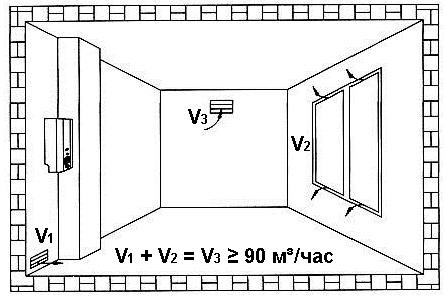 V₃
V₂
V₁
V₁ + V₂ = V₃ ≥ 90 м³/час